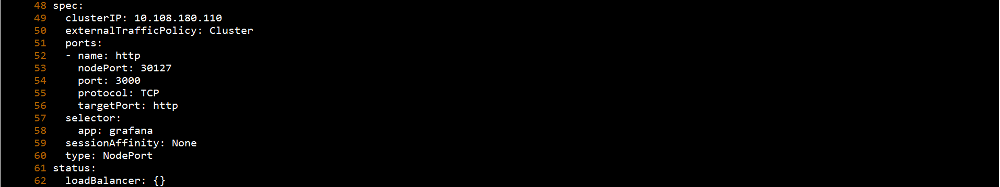 48 spec:
49   clusterIP: 10.108.180.110
50   externalTrafficPolicy: Cluster
51   ports:
52   - name: http
53     nodePort: 30127
54     port: 3000
55     protocol: TCP
56     targetPort: http
57   selector:
58     app: grafana
59   sessionAffinity: None
60   type: NodePort
61 status:
62   loadBalancer: {}